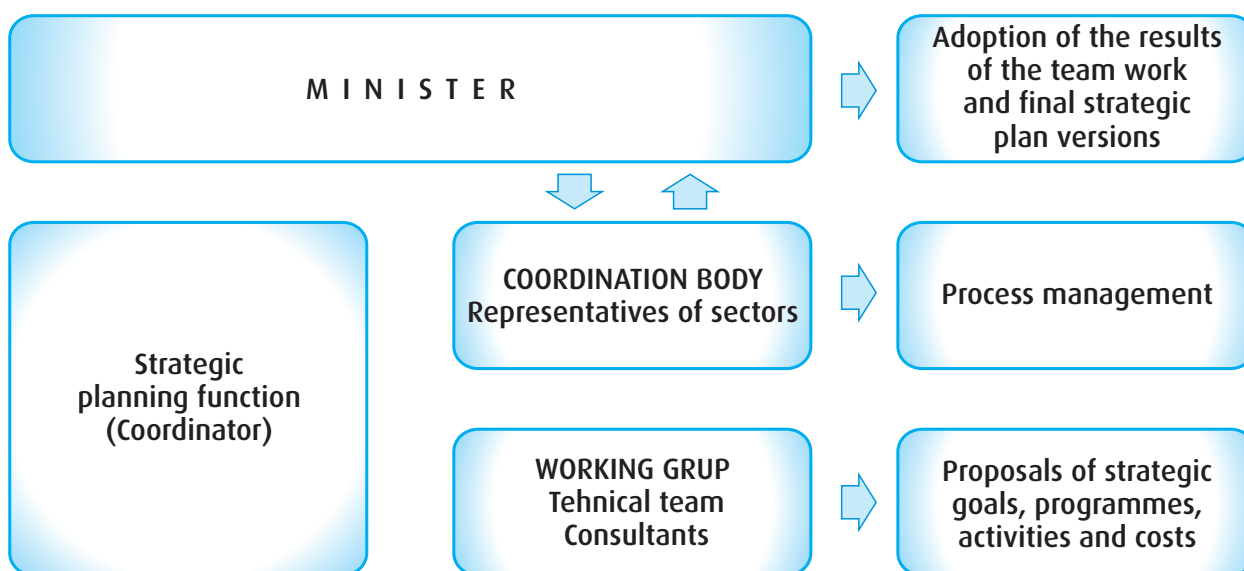 M I N I S T E R
Adoption of the results
of the team work
and final strategic
plan versions
Strategic
planning function
(Coordinator)
COORDINATION BODY
Representatives of sectors
Process management
WORKING GRUP
Tehnical team
Consultants
Proposals of strategic
goals, programmes,
activities and costs